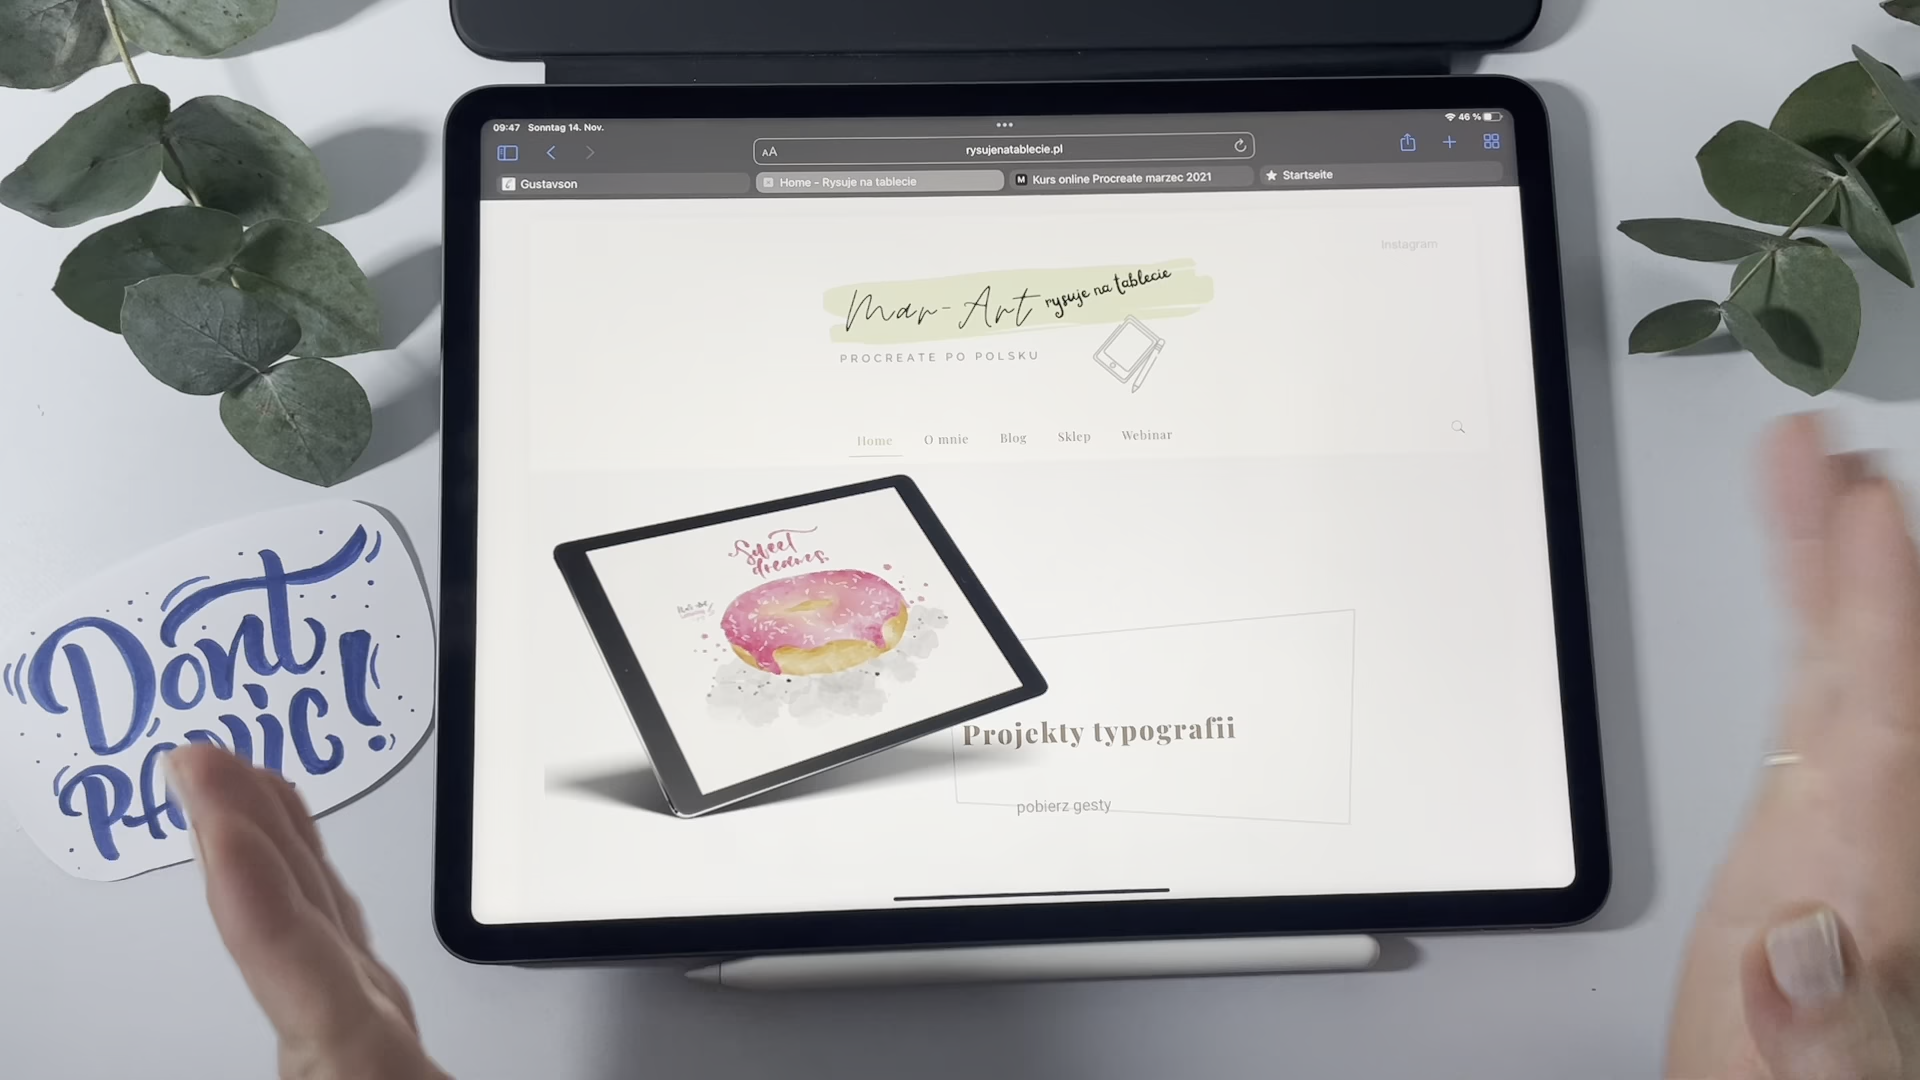 09:47 Sonntag 14. Nov.
46 %
AA
rysujenatablecie.pl
Gustavson
Home - Rysuje na tablecie
M Kurs online Procreate marzec 2021
Startseite
Instagram
Mar-Art rysuje na tablecie
PROCREATE PO POLSKU
Home
O mnie
Blog
Sklep
Webinar
Sweet
dreams
Projekty typografii
pobierz gesty
Dont
PANIC!